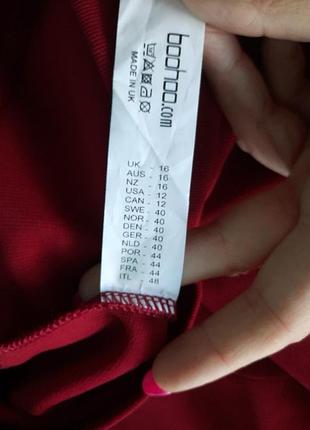 boohoo.com
MADE IN UK
UK - 16
AUS - 16
NZ - 16
USA - 12
CAN - 12
SWE - 40
NOR - 40
DEN - 40
GER - 40
NLD - 40
POR - 44
SPA - 44
FRA - 44
ITL - 48